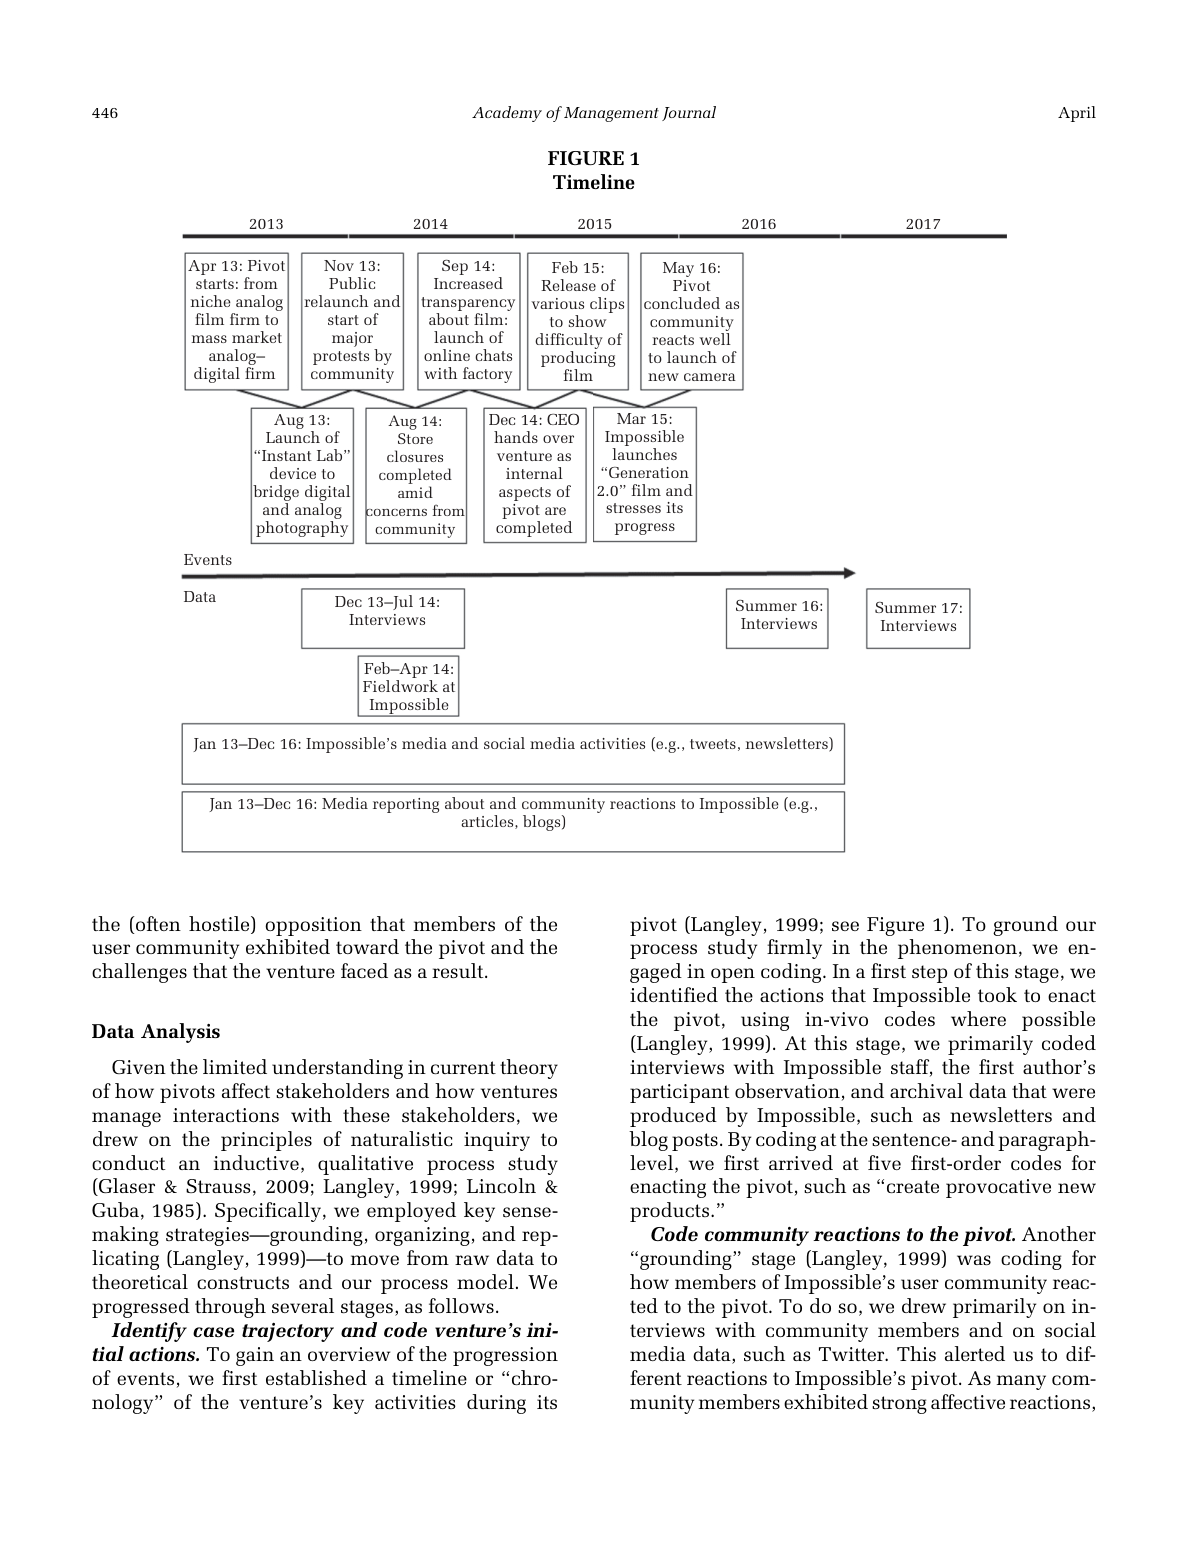 446
Academy of Management Journal
April
FIGURE 1
Timeline
2013
2014
2015
2016
2017
Apr 13: Pivot
starts: from
niche analog
film firm to
mass market
analog–
digital firm
Nov 13:
Public
relaunch and
start of
major
protests by
community
Sep 14:
Increased
transparency
about film:
launch of
online chats
with factory
Feb 15:
Release of
various clips
to show
difficulty of
producing
film
May 16:
Pivot
concluded as
community
reacts well
to launch of
new camera
Aug 13:
Launch of
“Instant Lab”
device to
bridge digital
and analog
photography
Aug 14:
Store
closures
completed
amid
concerns from
community
Dec 14: CEO
hands over
venture as
internal
aspects of
pivot are
completed
Mar 15:
Impossible
launches
“Generation
2.0” film and
stresses its
progress
Events
Data
Dec 13–Jul 14:
Interviews
Summer 16:
Interviews
Summer 17:
Interviews
Feb–Apr 14:
Fieldwork at
Impossible
Jan 13–Dec 16: Impossible’s media and social media activities (e.g., tweets, newsletters)
Jan 13–Dec 16: Media reporting about and community reactions to Impossible (e.g.,
articles, blogs)
the (often hostile) opposition that members of the
user community exhibited toward the pivot and the
challenges that the venture faced as a result.
Data Analysis
Given the limited understanding in current theory
of how pivots affect stakeholders and how ventures
manage interactions with these stakeholders, we
drew on the principles of naturalistic inquiry to
conduct an inductive, qualitative process study
(Glaser & Strauss, 2009; Langley, 1999; Lincoln &
Guba, 1985). Specifically, we employed key sense-
making strategies—grounding, organizing, and rep-
licating (Langley, 1999)—to move from raw data to
theoretical constructs and our process model. We
progressed through several stages, as follows.
Identify case trajectory and code venture’s ini-
tial actions. To gain an overview of the progression
of events, we first established a timeline or “chro-
nology” of the venture’s key activities during its
pivot (Langley, 1999; see Figure 1). To ground our
process study firmly in the phenomenon, we en-
gaged in open coding. In a first step of this stage, we
identified the actions that Impossible took to enact
the pivot, using in-vivo codes where possible
(Langley, 1999). At this stage, we primarily coded
interviews with Impossible staff, the first author’s
participant observation, and archival data that were
produced by Impossible, such as newsletters and
blog posts. By coding at the sentence- and paragraph-
level, we first arrived at five first-order codes for
enacting the pivot, such as “create provocative new
products.”
Code community reactions to the pivot. Another
“grounding” stage (Langley, 1999) was coding for
how members of Impossible’s user community reac-
ted to the pivot. To do so, we drew primarily on in-
terviews with community members and on social
media data, such as Twitter. This alerted us to dif-
ferent reactions to Impossible’s pivot. As many com-
munity members exhibited strong affective reactions,